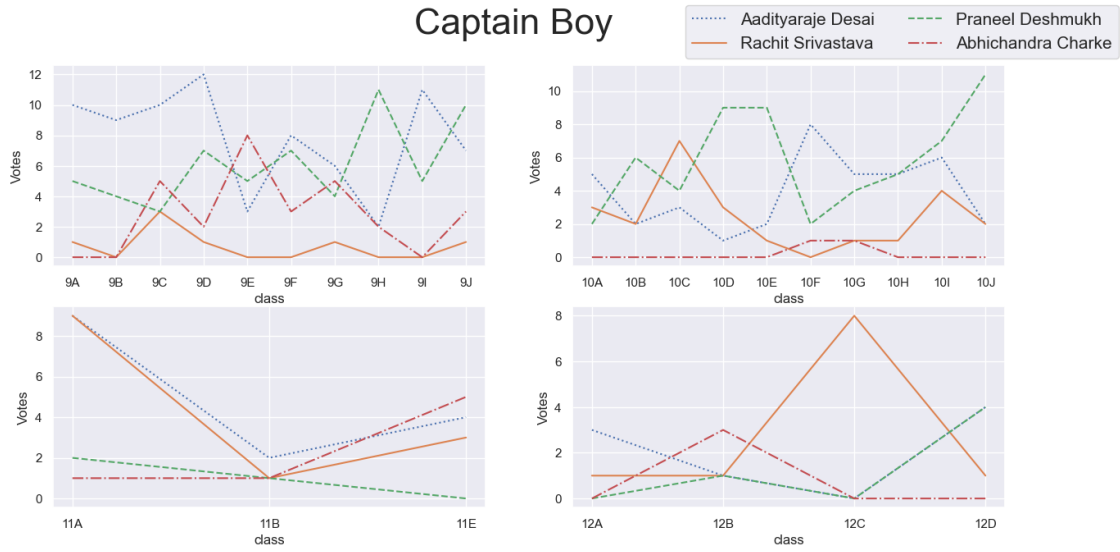 Captain Boy
Aadityaraje Desai
Rachit Srivastava
Praneel Deshmukh
Abhichandra Charke
12
10
8
6
4
2
0
Votes
9A 9B 9C 9D 9E 9F 9G 9H 9I 9J
class
10
8
6
4
2
0
Votes
10A 10B 10C 10D 10E 10F 10G 10H 10I 10J
class
8
6
4
2
0
Votes
11A 11B 11E
class
8
6
4
2
0
Votes
12A 12B 12C 12D
class